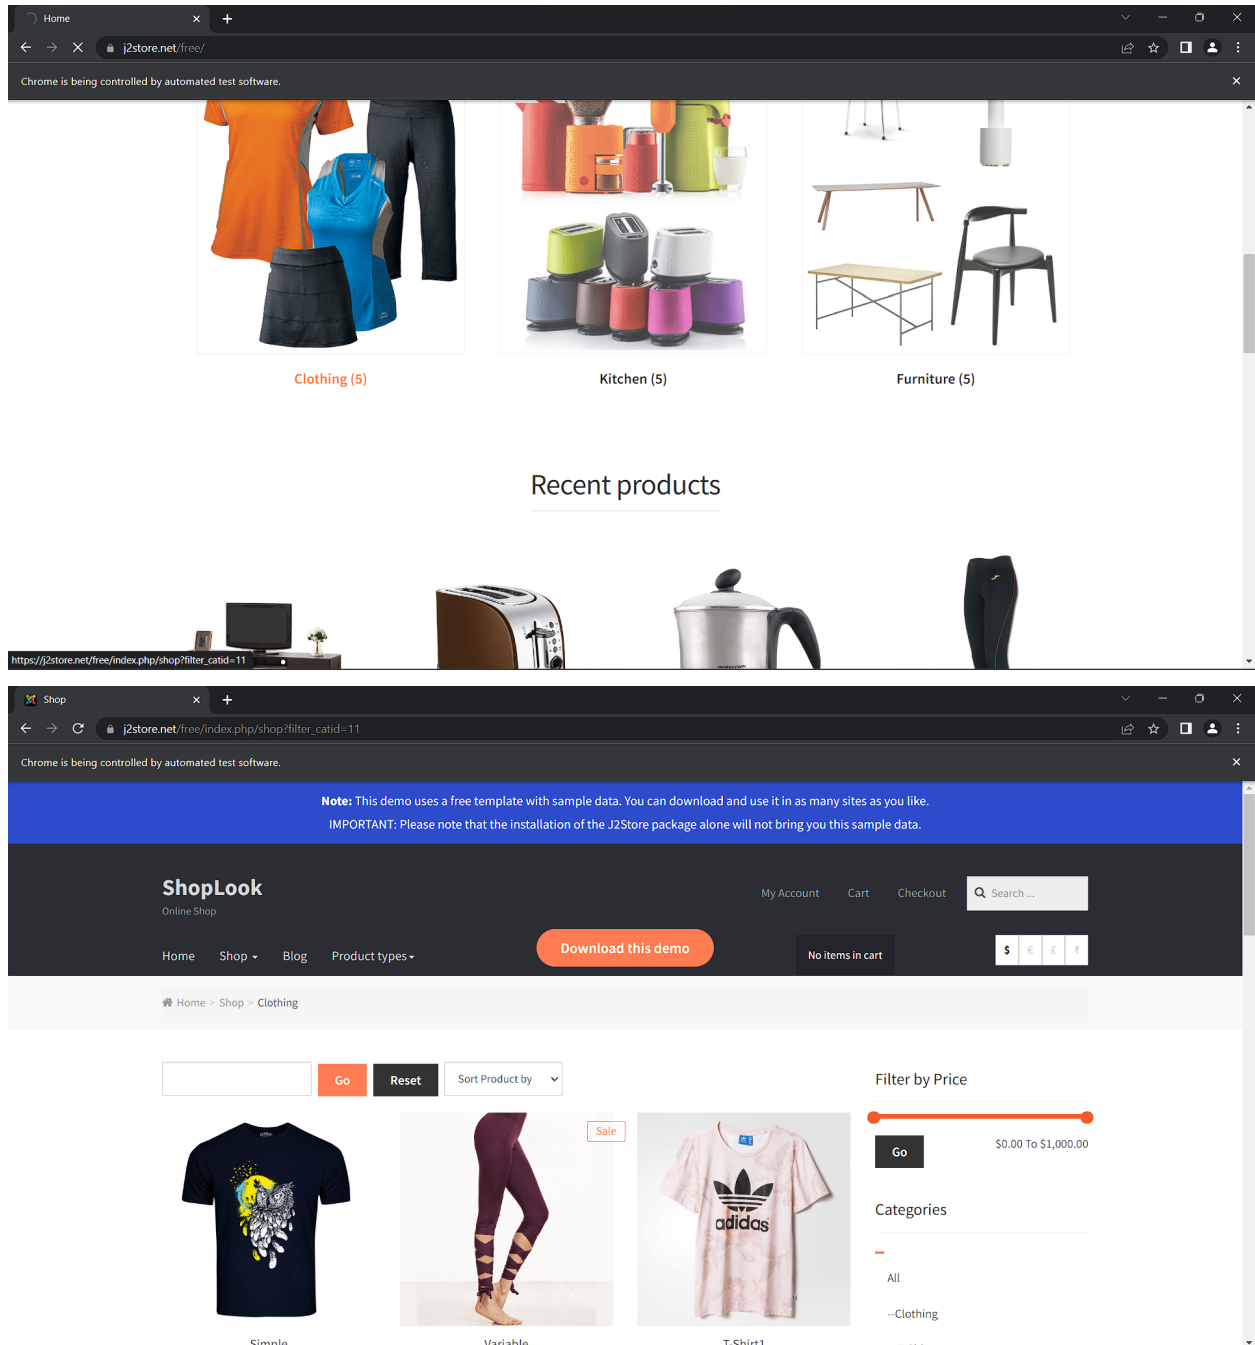 Home
j2store.net/free/
Chrome is being controlled by automated test software.
Clothing (5)
Kitchen (5)
Furniture (5)
Recent products
https://j2store.net/free/index.php/shop?filter_catid=11
Shop
j2store.net/free/index.php/shop?filter_catid=11
Chrome is being controlled by automated test software.
Note: This demo uses a free template with sample data. You can download and use it in as many sites as you like.
IMPORTANT: Please note that the installation of the J2Store package alone will not bring you this sample data.
ShopLook
Online Shop
My Account Cart Checkout Search ...
Home Shop Blog Product types
Download this demo
No items in cart
$ € £ ₹
Home > Shop > Clothing
Go
Reset
Sort Product by
Filter by Price
$0.00 To $1,000.00
Go
Sale
adidas
Categories
All
--Clothing
Simple
Variable
T-Shirt1